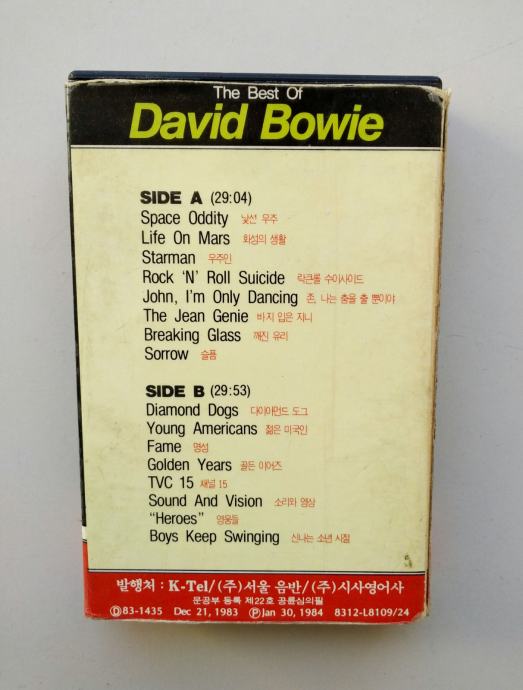 The Best Of
David Bowie
SIDE A (29:04)
Space Oddity 낯선 우주
Life On Mars 화성의 생활
Starman 우주인
Rock 'N' Roll Suicide 락큰롤 수이사이드
John, I'm Only Dancing 존, 나는 춤을 출 뿐이야
The Jean Genie 바지 입은 지니
Breaking Glass 깨진 유리
Sorrow 슬픔
SIDE B (29:53)
Diamond Dogs 다이아먼드 도그
Young Americans 젊은 미국인
Fame 명성
Golden Years 골든 이어즈
TVC 15 채널 15
Sound And Vision 소리와 영상
"Heroes" 영웅들
Boys Keep Swinging 신나는 소년 시절
발행처 : K-Tel/(주)서울 음반/(주)시사영어사
문공부 등록 제22호 공륜심의필
Ⓓ83-1435 Dec 21, 1983 ⓅJan 30, 1984 8312-L8109/24